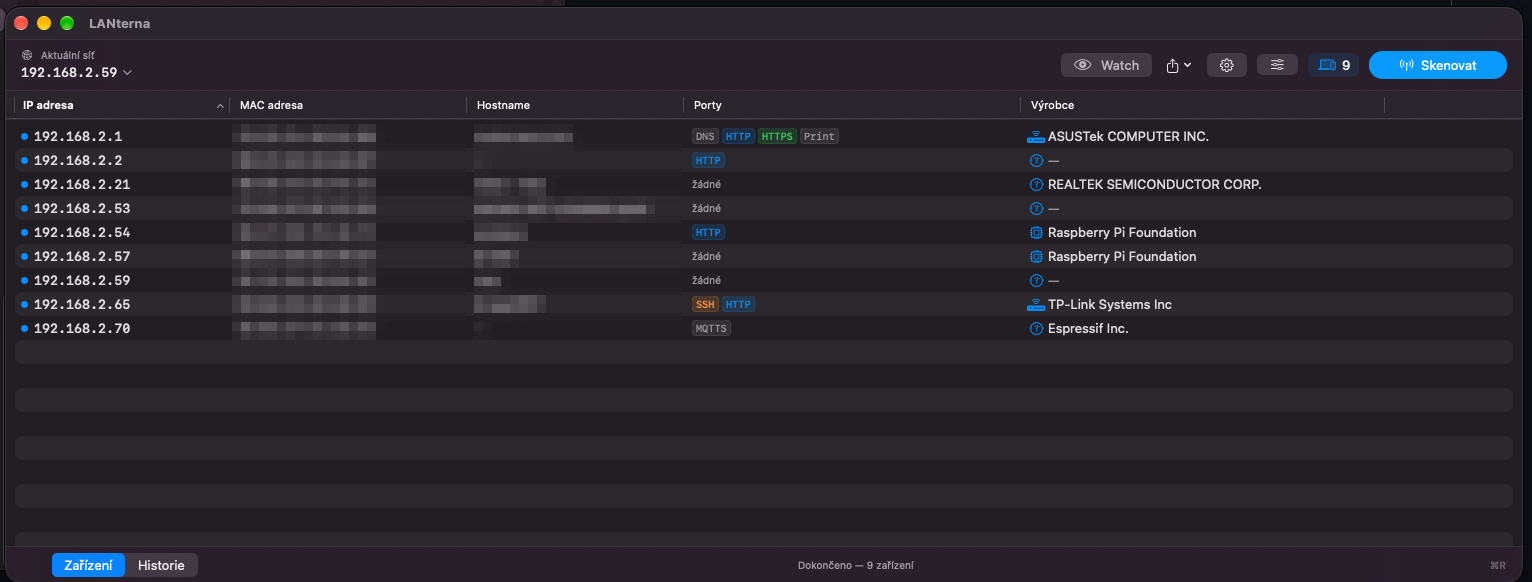 LANterna
Aktuální síť
192.168.2.59
Watch
9
Skenovat
IP adresa MAC adresa Hostname Porty Výrobce
192.168.2.1 DNS HTTP HTTPS Print ASUSTek COMPUTER INC.
192.168.2.2 HTTP —
192.168.2.21 žádné REALTEK SEMICONDUCTOR CORP.
192.168.2.53 žádné —
192.168.2.54 HTTP Raspberry Pi Foundation
192.168.2.57 žádné Raspberry Pi Foundation
192.168.2.59 žádné —
192.168.2.65 SSH HTTP TP-Link Systems Inc
192.168.2.70 MQTTS Espressif Inc.
Zařízení Historie Dokončeno — 9 zařízení ⌘R